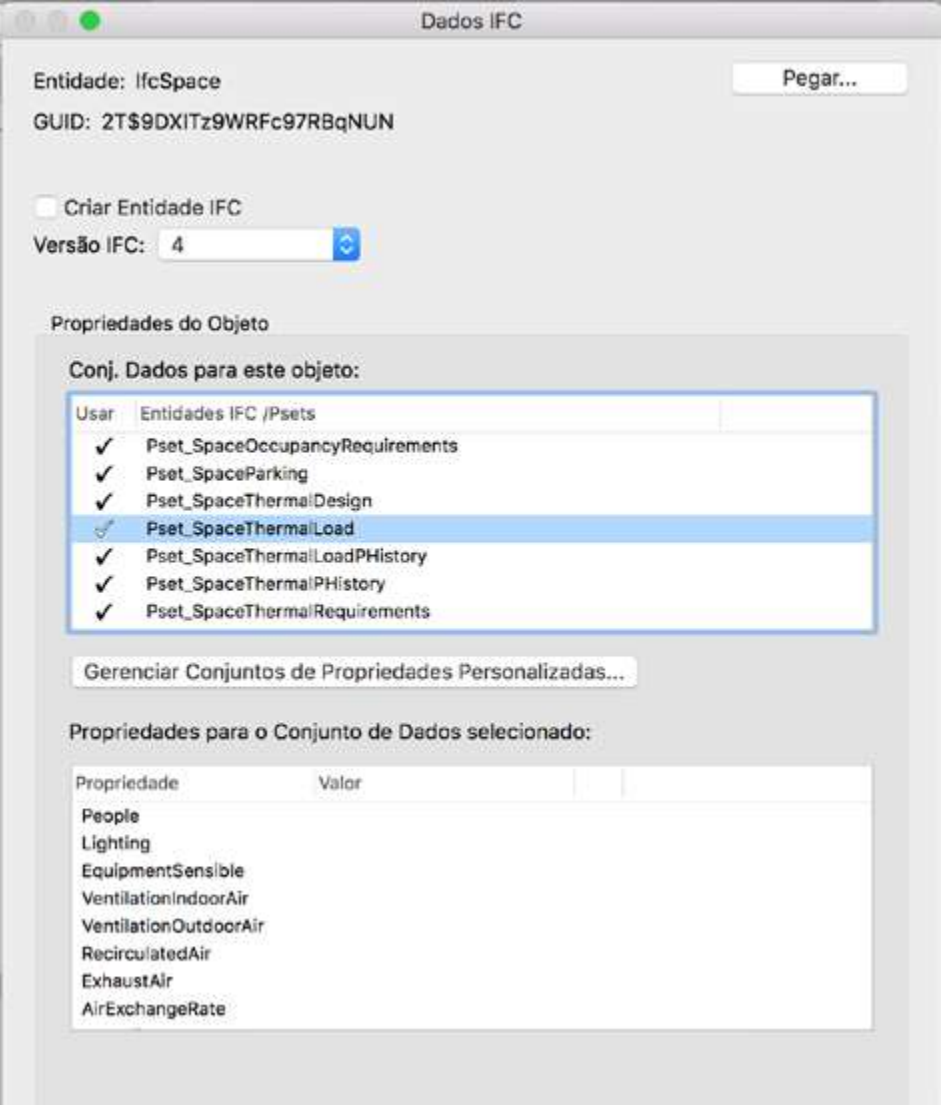 Dados IFC
Entidade: IfcSpace
Pegar...
GUID: 2T$9DXITz9WRFc97RBqNUN
Criar Entidade IFC
Versão IFC: 4
Propriedades do Objeto
Conj. Dados para este objeto:
Usar Entidades IFC /Psets
✓ Pset_SpaceOccupancyRequirements
✓ Pset_SpaceParking
✓ Pset_SpaceThermalDesign
✓ Pset_SpaceThermalLoad
✓ Pset_SpaceThermalLoadPHistory
✓ Pset_SpaceThermalPHistory
✓ Pset_SpaceThermalRequirements
Gerenciar Conjuntos de Propriedades Personalizadas...
Propriedades para o Conjunto de Dados selecionado:
Propriedade Valor
People
Lighting
EquipmentSensible
VentilationIndoorAir
VentilationOutdoorAir
RecirculatedAir
ExhaustAir
AirExchangeRate